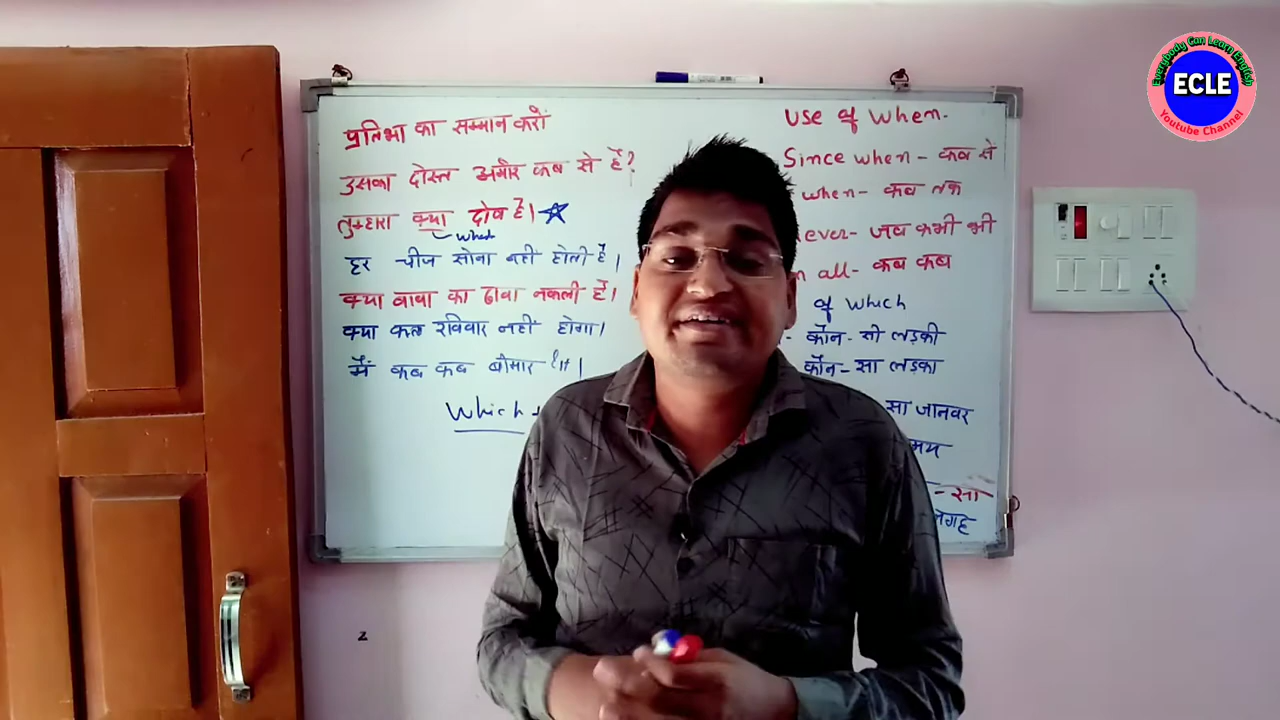 प्रतिभा का सम्मान करो
उसका दोस्त अमीर कब से है?
तुम्हारा क्या दोष है।
which
हर चीज सोना नहीं होती है।
क्या बाबा का ढाबा नकली है।
क्या कल रविवार नहीं होगा।
मैं कब कब बीमार था।
Which
Use of when.
Since when - कब से
when - कब तक
ever - जब कभी भी
all - कब कब
of which
कौन - सी लड़की
कौन - सा लड़का
सा जानवर
- सा
Everybody Can Learn English
ECLE
Youtube Channel